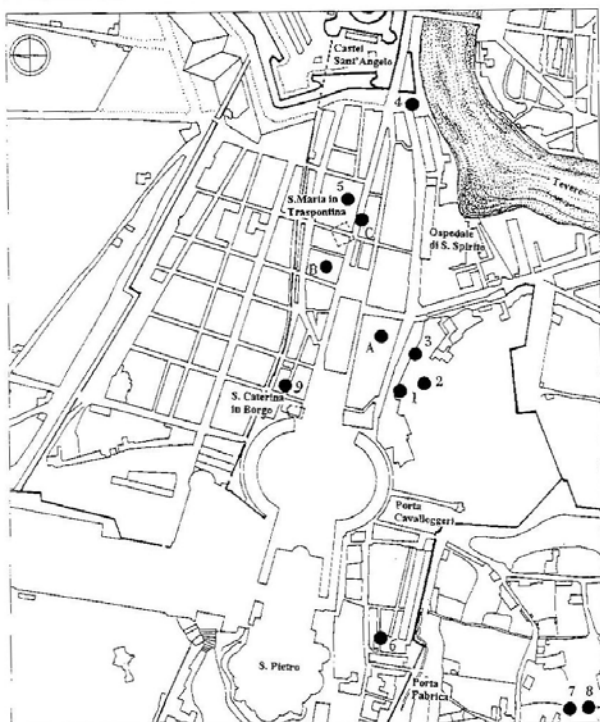 Castel
Sant'Angelo
4
5
S. Maria in
Traspontina
C
Tevere
Ospedale
di S. Spirito
B
A
3
2
1
9
S. Caterina
in Borgo
Porta
Cavalleggeri
6
S. Pietro
Porta
Fabrica
7 8